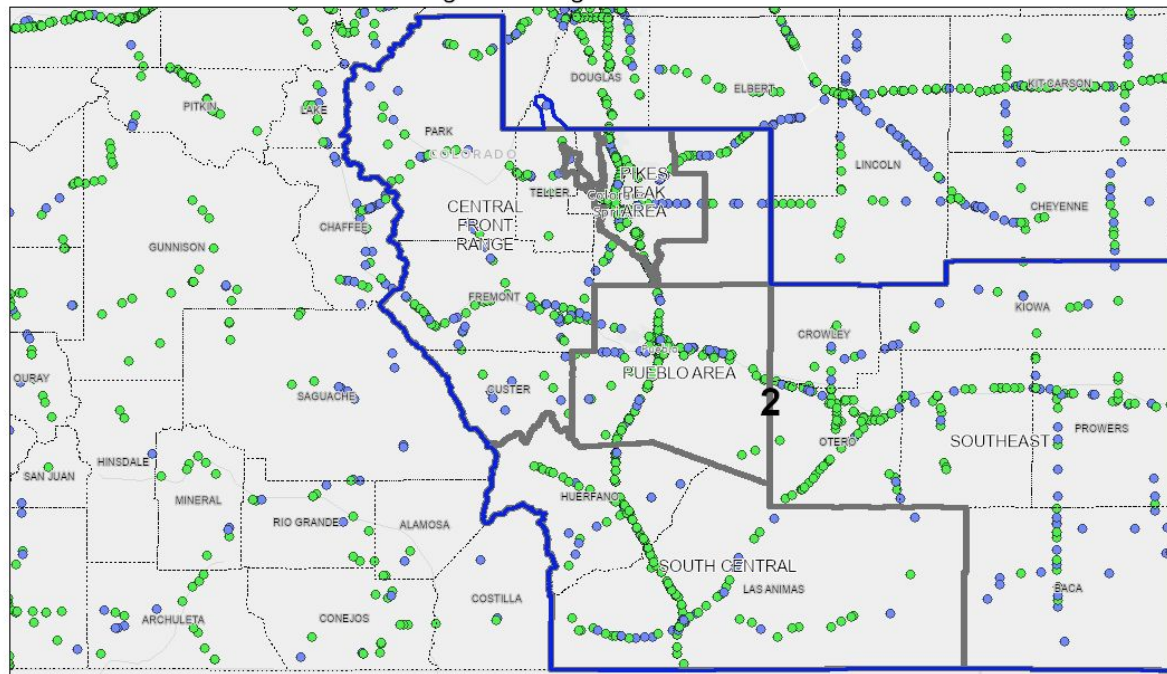 DOUGLAS
KIT CARSON
ELBERT
PITKIN
LAKE
PARK
COLORADO
LINCOLN
PIKES
PEAK
AREA
TELLER
CENTRAL
FRONT
RANGE
CHEYENNE
CHAFFEE
GUNNISON
FREMONT
KIOWA
CROWLEY
PUEBLO AREA
OURAY
CUSTER
SAGUACHE
2
PROWERS
OTERO
SOUTHEAST
HINSDALE
SAN JUAN
MINERAL
HUERFANO
RIO GRANDE
ALAMOSA
SOUTH CENTRAL
LAS ANIMAS
BACA
COSTILLA
CONEJOS
ARCHULETA